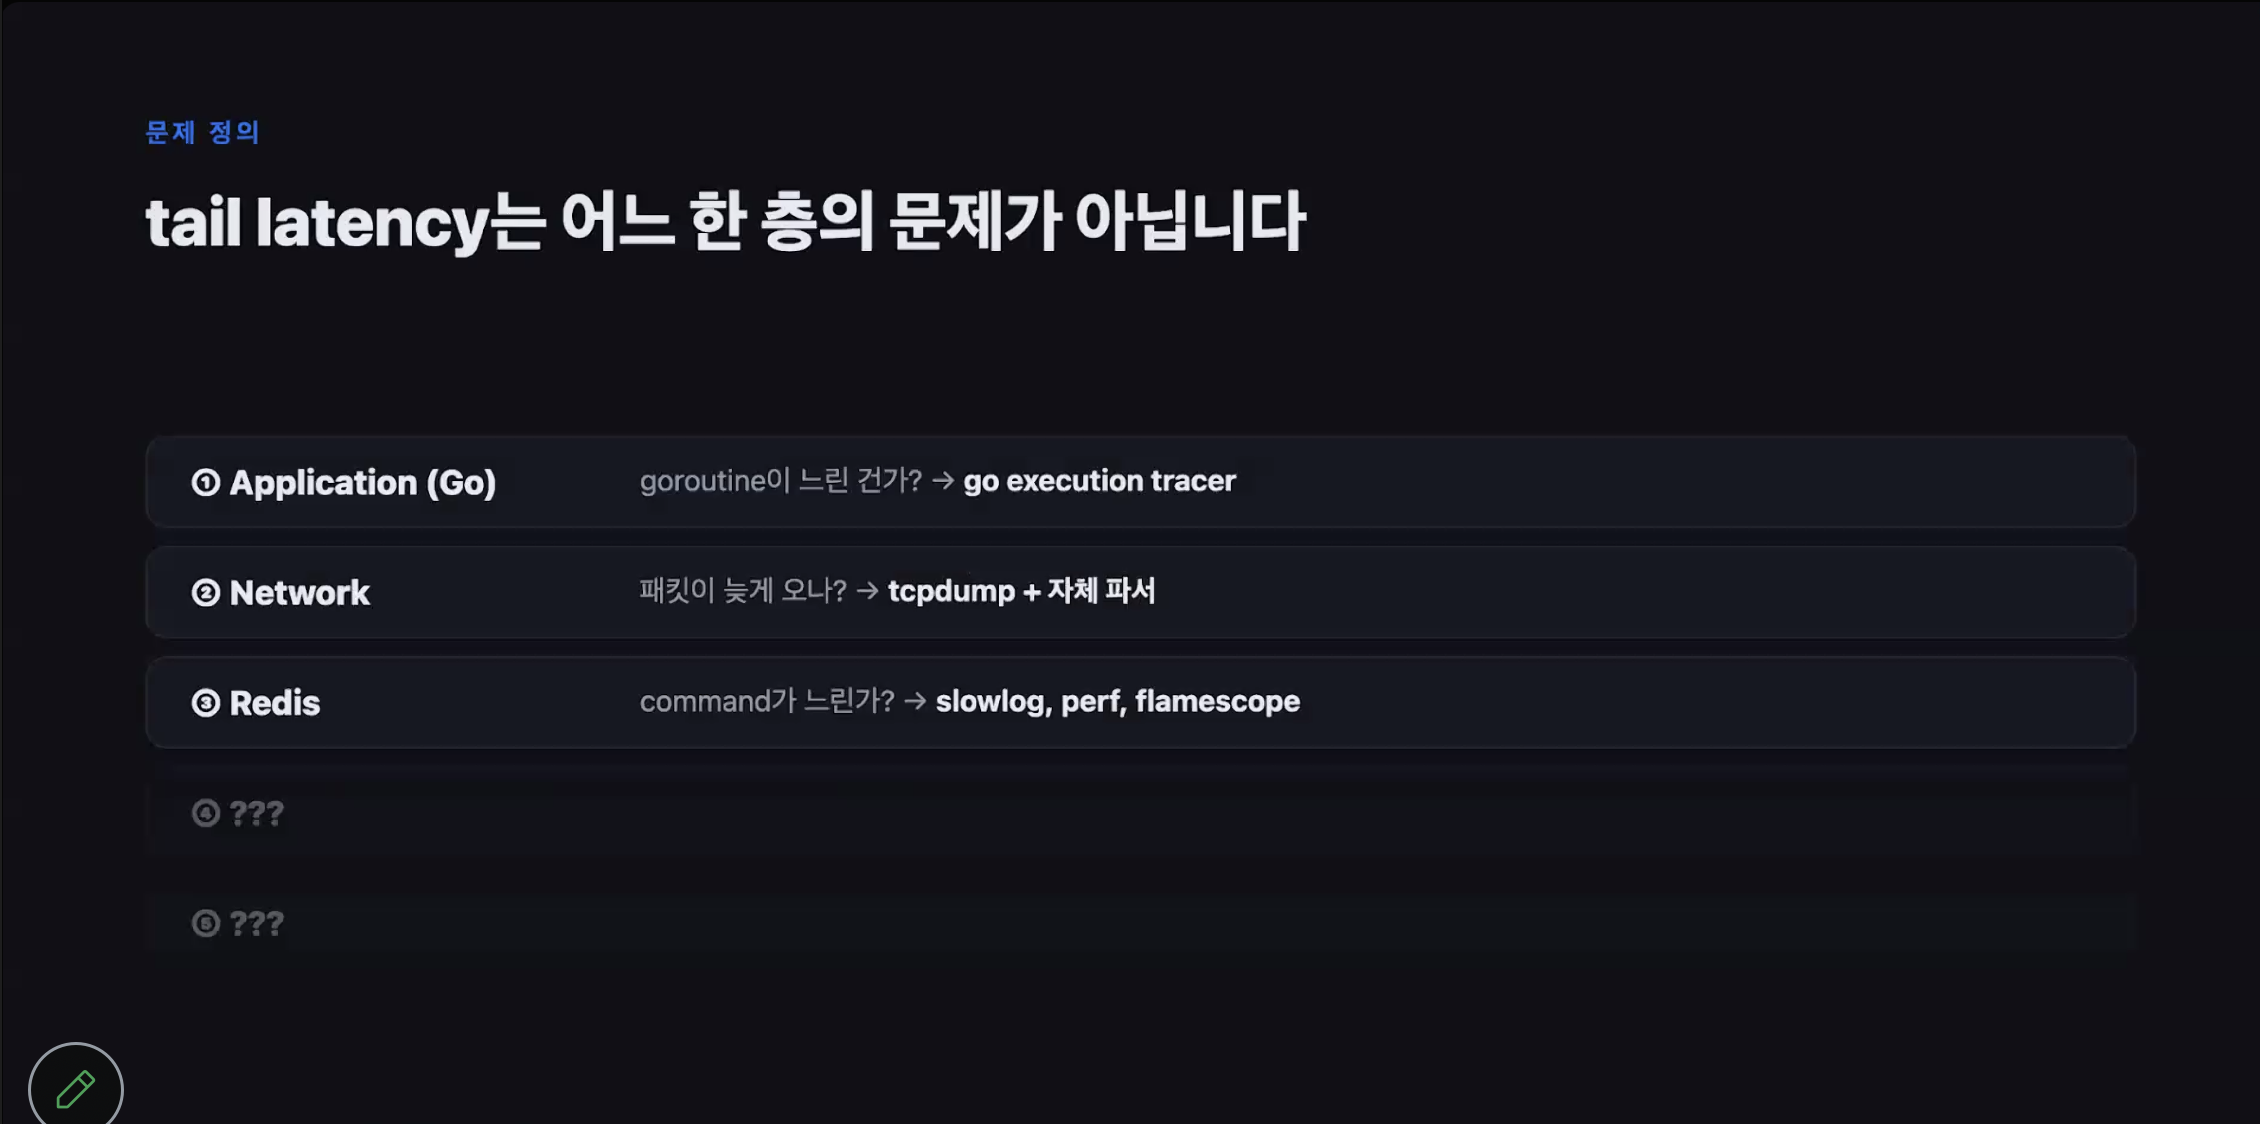 문제 정의
tail latency는 어느 한 층의 문제가 아닙니다
① Application (Go) goroutine이 느린 건가? → go execution tracer
② Network 패킷이 늦게 오나? → tcpdump + 자체 파서
③ Redis command가 느린가? → slowlog, perf, flamescope
④ ???
⑤ ???